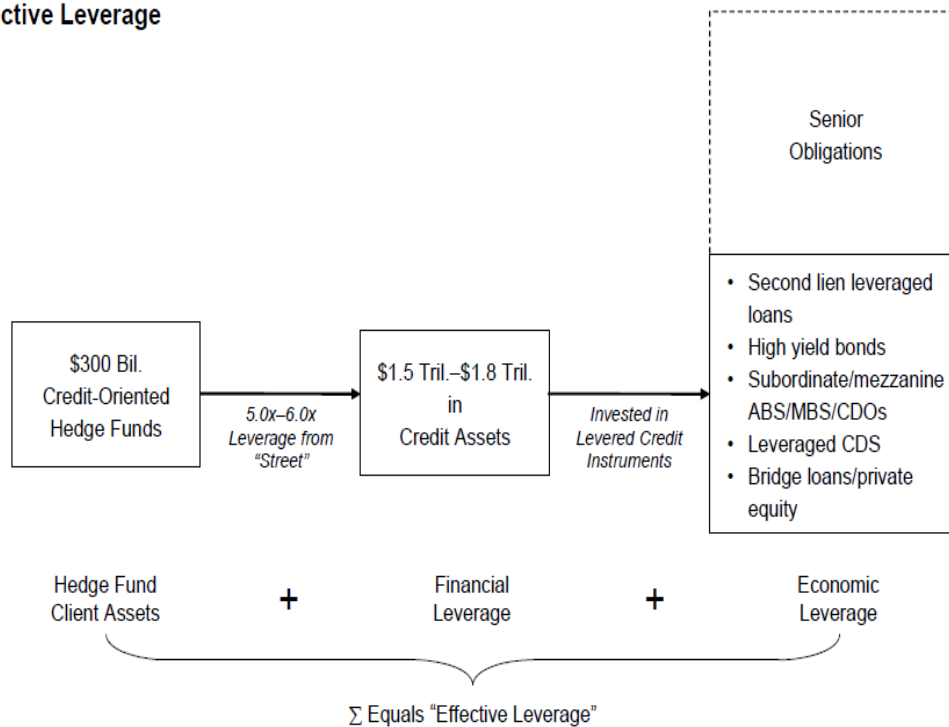 ctive Leverage
Senior
Obligations
• Second lien leveraged
loans
• High yield bonds
• Subordinate/mezzanine
ABS/MBS/CDOs
• Leveraged CDS
• Bridge loans/private
equity
$300 Bil.
Credit-Oriented
Hedge Funds
5.0x–6.0x
Leverage from
“Street”
$1.5 Tril.–$1.8 Tril.
in
Credit Assets
Invested in
Levered Credit
Instruments
Hedge Fund
Client Assets
+
Financial
Leverage
+
Economic
Leverage
∑ Equals “Effective Leverage”